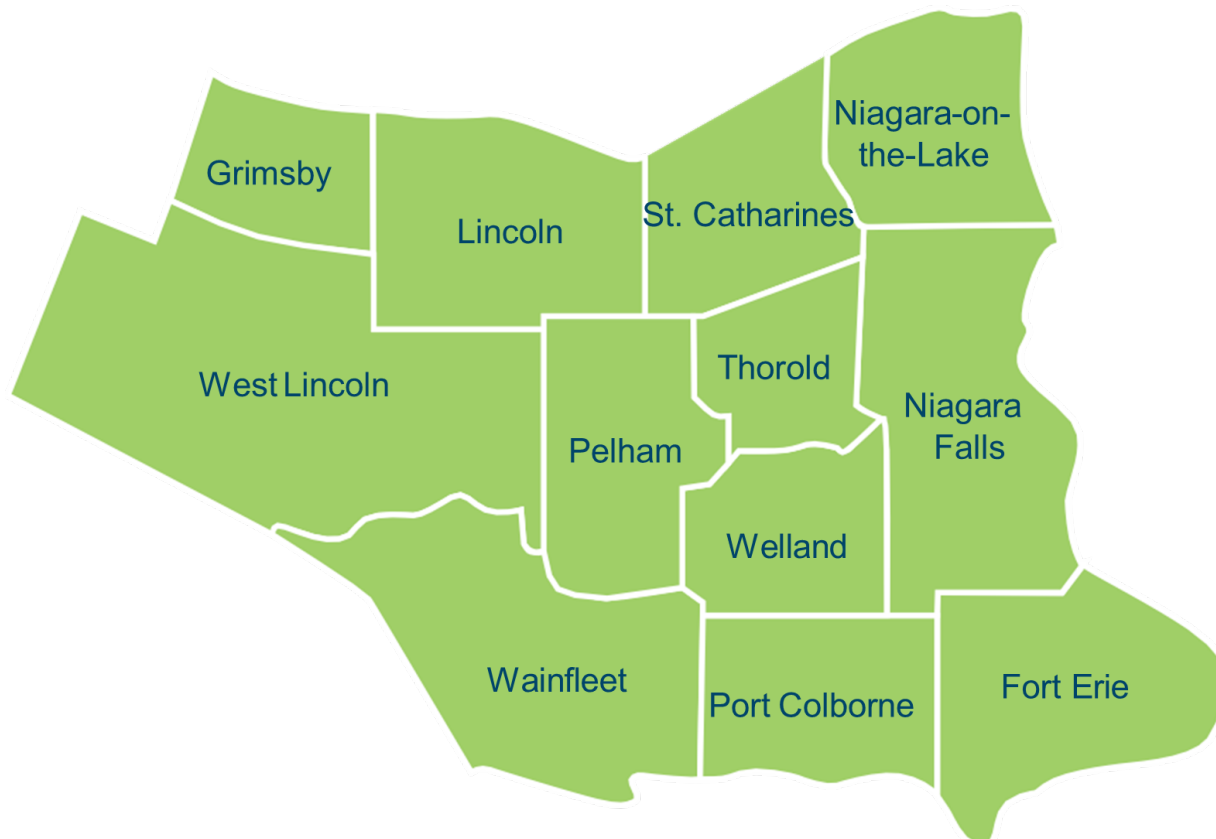 Niagara-on-
the-Lake
Grimsby
St. Catharines
Lincoln
Thorold
West Lincoln
Niagara
Falls
Pelham
Welland
Wainfleet
Fort Erie
Port Colborne